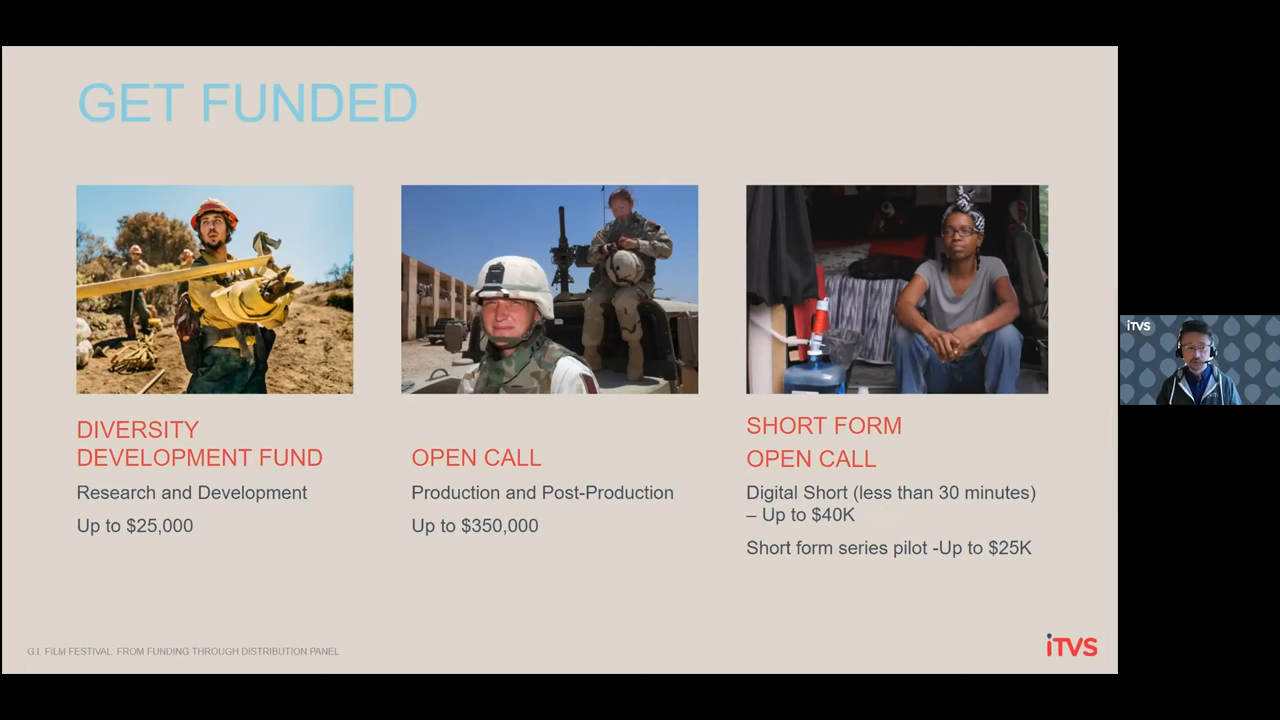 GET FUNDED
DIVERSITY
DEVELOPMENT FUND
Research and Development
Up to $25,000
OPEN CALL
Production and Post-Production
Up to $350,000
SHORT FORM
OPEN CALL
Digital Short (less than 30 minutes)
– Up to $40K
Short form series pilot -Up to $25K
G.I. FILM FESTIVAL: FROM FUNDING THROUGH DISTRIBUTION PANEL
iTVS
iTVS